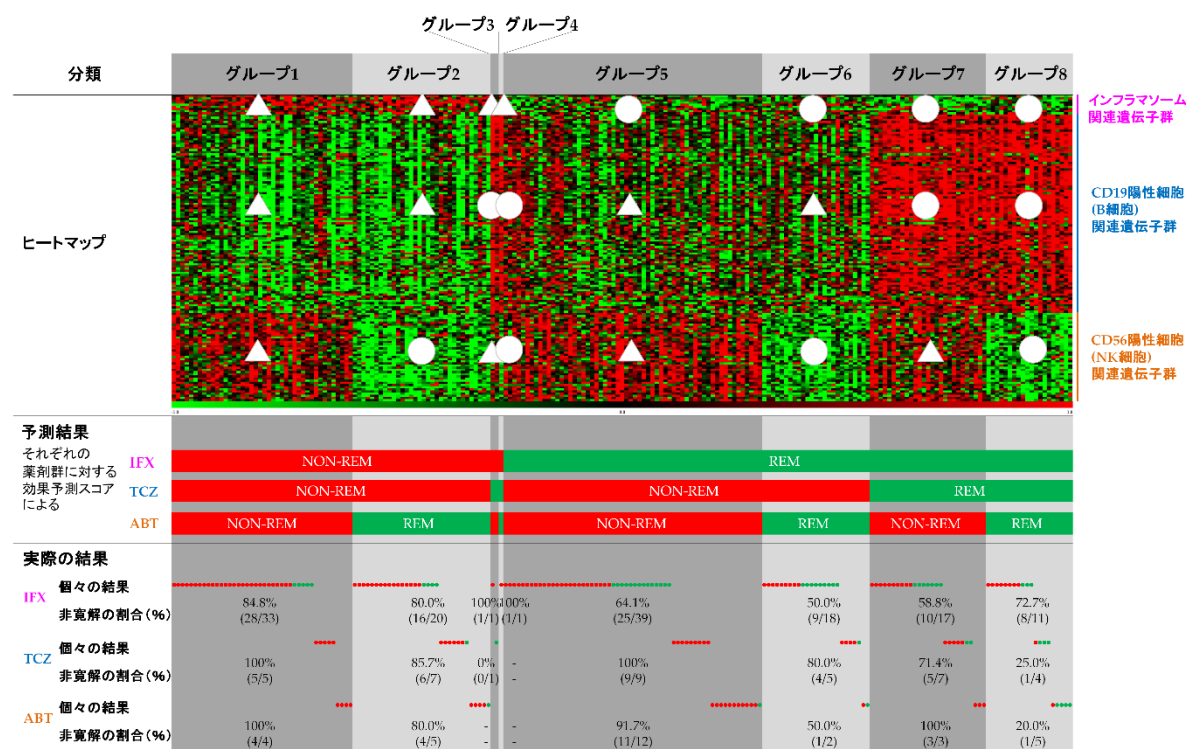 グループ3 グループ4
分類 グループ1 グループ2 グループ5 グループ6 グループ7 グループ8
インフラマソーム
関連遺伝子群
CD19陽性細胞
(B細胞)
関連遺伝子群
ヒートマップ
CD56陽性細胞
(NK細胞)
関連遺伝子群
予測結果
それぞれの
薬剤群に対する
効果予測スコア
による
IFX NON-REM REM
TCZ NON-REM NON-REM REM
ABT NON-REM REM NON-REM REM NON-REM REM
実際の結果
IFX
個々の結果
非寛解の割合(%)
84.8% 80.0% 100% 100% 64.1% 50.0% 58.8% 72.7%
(28/33) (16/20) (1/1) (1/1) (25/39) (9/18) (10/17) (8/11)
TCZ
個々の結果
非寛解の割合(%)
100% 85.7% 0% - 100% 80.0% 71.4% 25.0%
(5/5) (6/7) (0/1) - (9/9) (4/5) (5/7) (1/4)
ABT
個々の結果
非寛解の割合(%)
100% 80.0% - - 91.7% 50.0% 100% 20.0%
(4/4) (4/5) - - (11/12) (1/2) (3/3) (1/5)